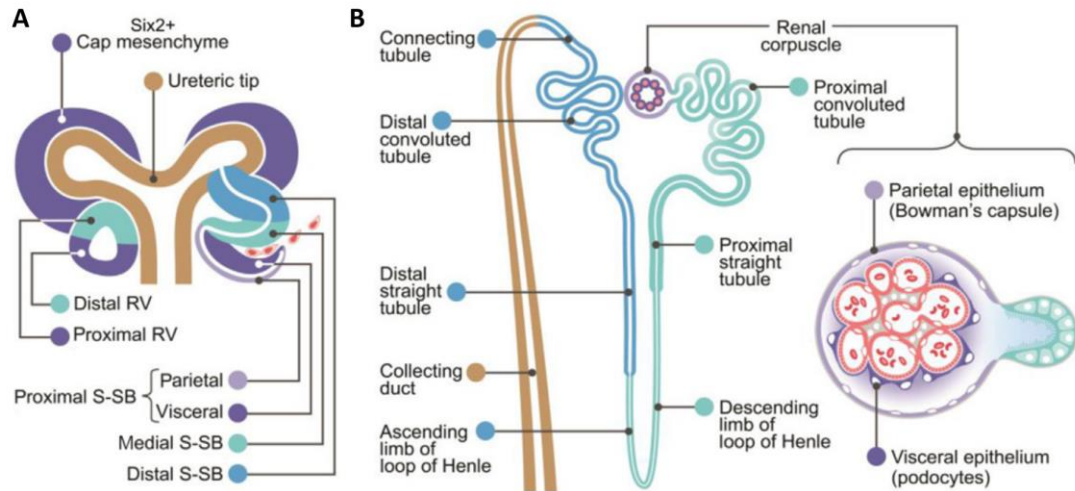 A
Six2+
Cap mesenchyme
Ureteric tip
Distal RV
Proximal RV
Proximal S-SB
Parietal
Visceral
Medial S-SB
Distal S-SB
B
Connecting
tubule
Distal
convoluted
tubule
Distal
straight
tubule
Collecting
duct
Ascending
limb of
loop of Henle
Renal
corpuscle
Proximal
convoluted
tubule
Proximal
straight
tubule
Descending
limb of
loop of Henle
Parietal epithelium
(Bowman's capsule)
Visceral epithelium
(podocytes)